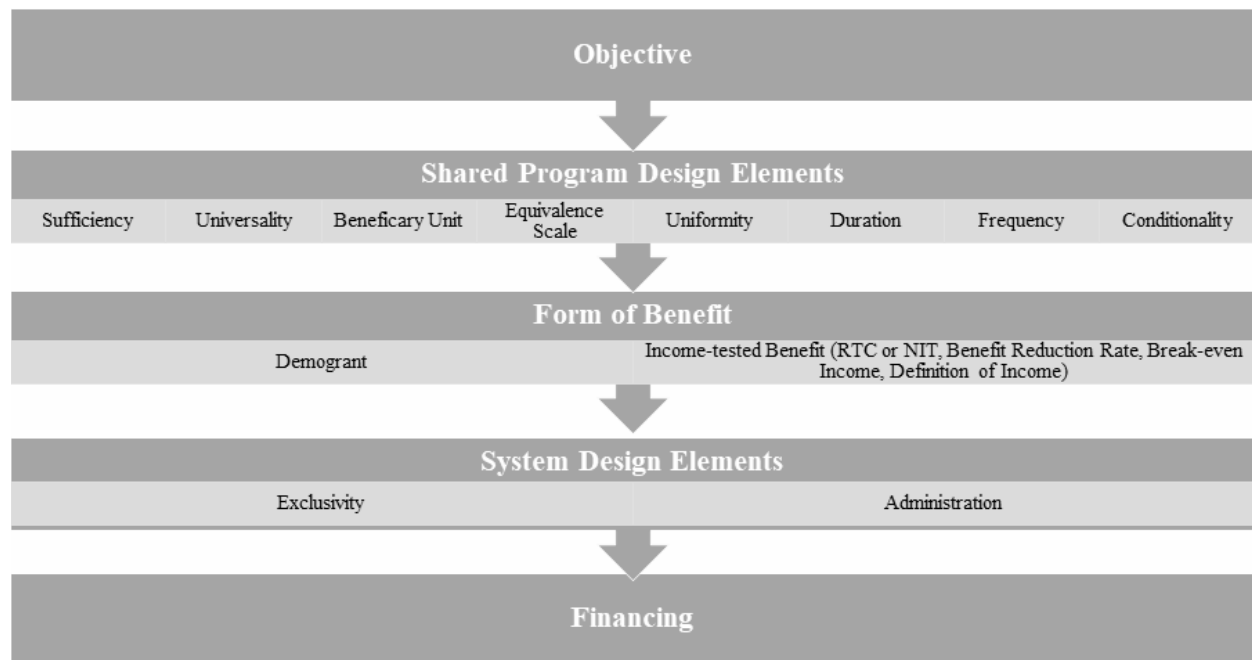 Objective
Shared Program Design Elements
Sufficiency
Universality
Beneficary Unit
Equivalence
Scale
Uniformity
Duration
Frequency
Conditionality
Form of Benefit
Demogrant
Income-tested Benefit (RTC or NIT, Benefit Reduction Rate, Break-even
Income, Definition of Income)
System Design Elements
Exclusivity
Administration
Financing